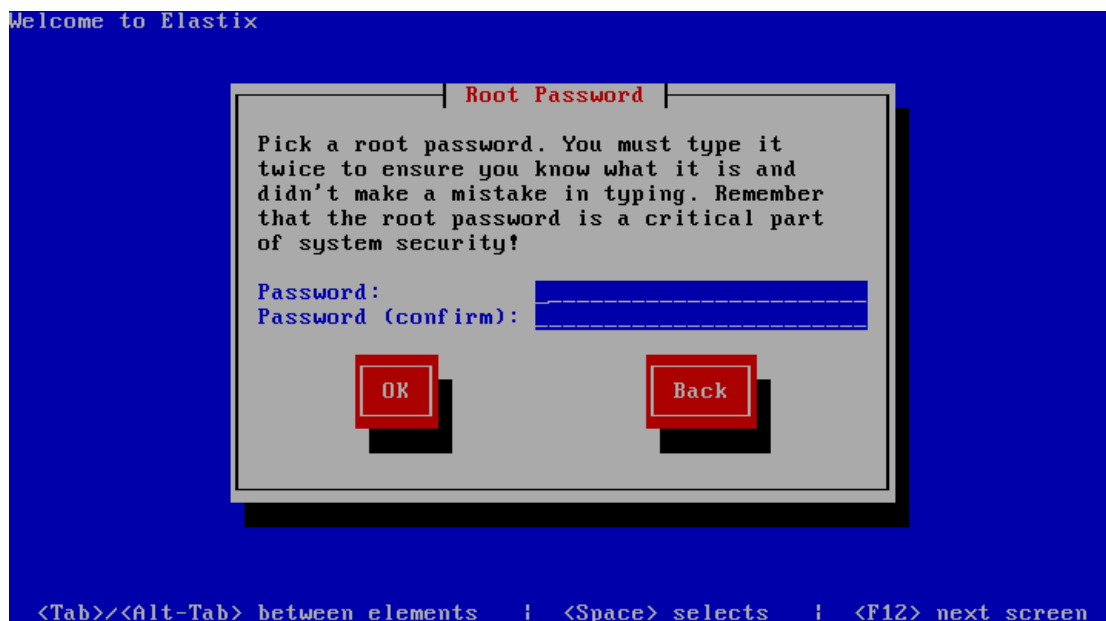 Welcome to Elastix
Root Password
Pick a root password. You must type it
twice to ensure you know what it is and
didn't make a mistake in typing. Remember
that the root password is a critical part
of system security!
Password:
Password (confirm):
OK Back
<Tab>/<Alt-Tab> between elements | <Space> selects | <F12> next screen